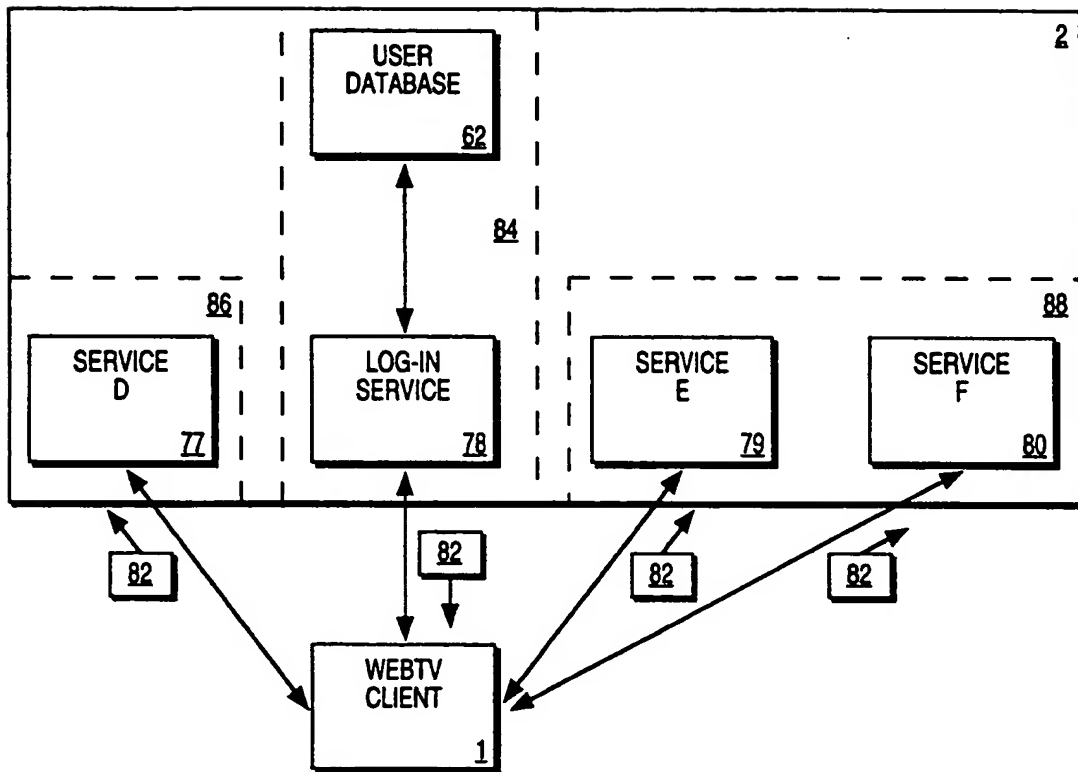 2
USER
DATABASE
62
84
86
88
SERVICE
D
77
LOG-IN
SERVICE
78
SERVICE
E
79
SERVICE
F
80
82
82
82
82
WEBTV
CLIENT
1